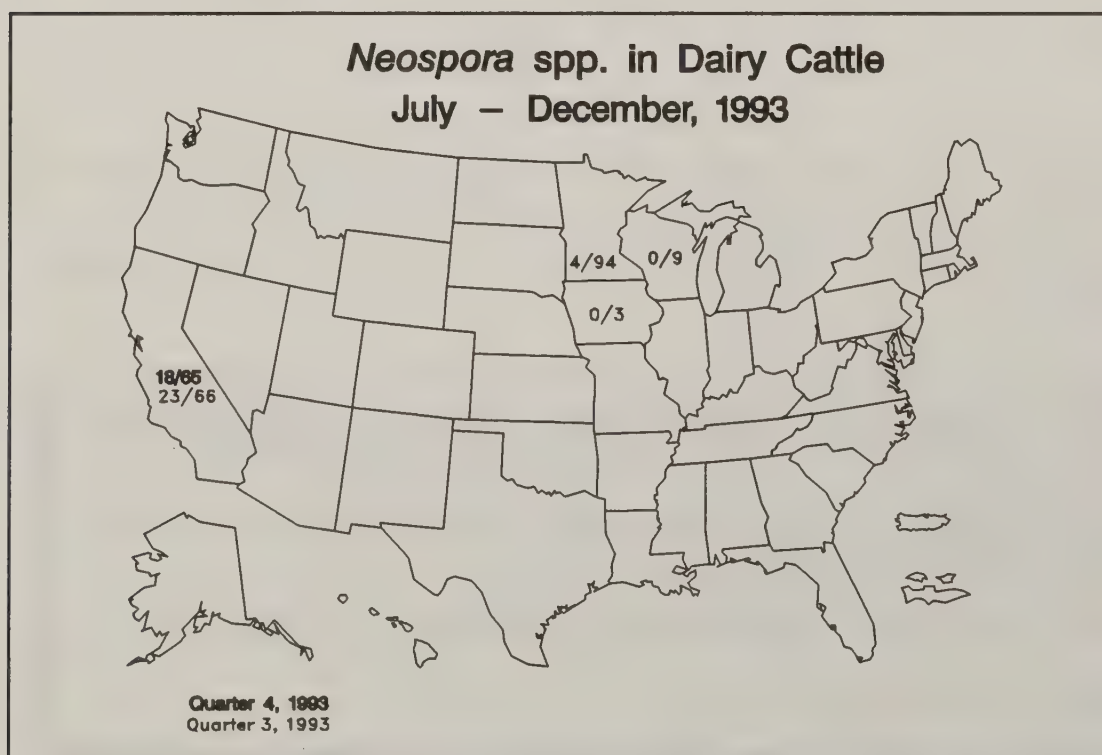 Neospora spp. in Dairy Cattle
July – December, 1993
4/94
0/9
0/3
18/65
23/66
Quarter 4, 1993
Quarter 3, 1993